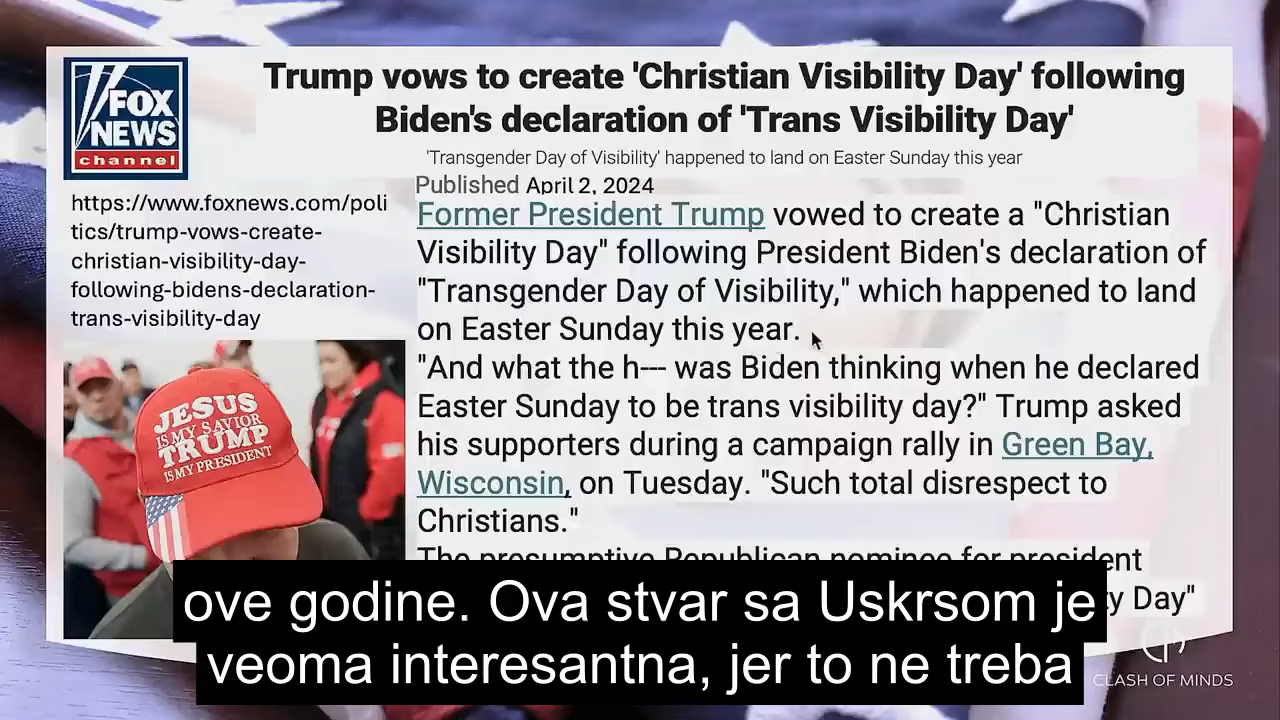 FOX
NEWS
channel
Trump vows to create 'Christian Visibility Day' following
Biden's declaration of 'Trans Visibility Day'
'Transgender Day of Visibility' happened to land on Easter Sunday this year
Published April 2, 2024
https://www.foxnews.com/poli
tics/trump-vows-create-
christian-visibility-day-
following-bidens-declaration-
trans-visibility-day
Former President Trump vowed to create a "Christian
Visibility Day" following President Biden's declaration of
"Transgender Day of Visibility," which happened to land
on Easter Sunday this year.
"And what the h--- was Biden thinking when he declared
Easter Sunday to be trans visibility day?" Trump asked
his supporters during a campaign rally in Green Bay,
Wisconsin, on Tuesday. "Such total disrespect to
Christians."
The presumptive Republican nominee for president
Day"
JESUS
IS MY SAVIOR
TRUMP
IS MY PRESIDENT
ove godine. Ova stvar sa Uskrsom je
veoma interesantna, jer to ne treba
CLASH OF MINDS